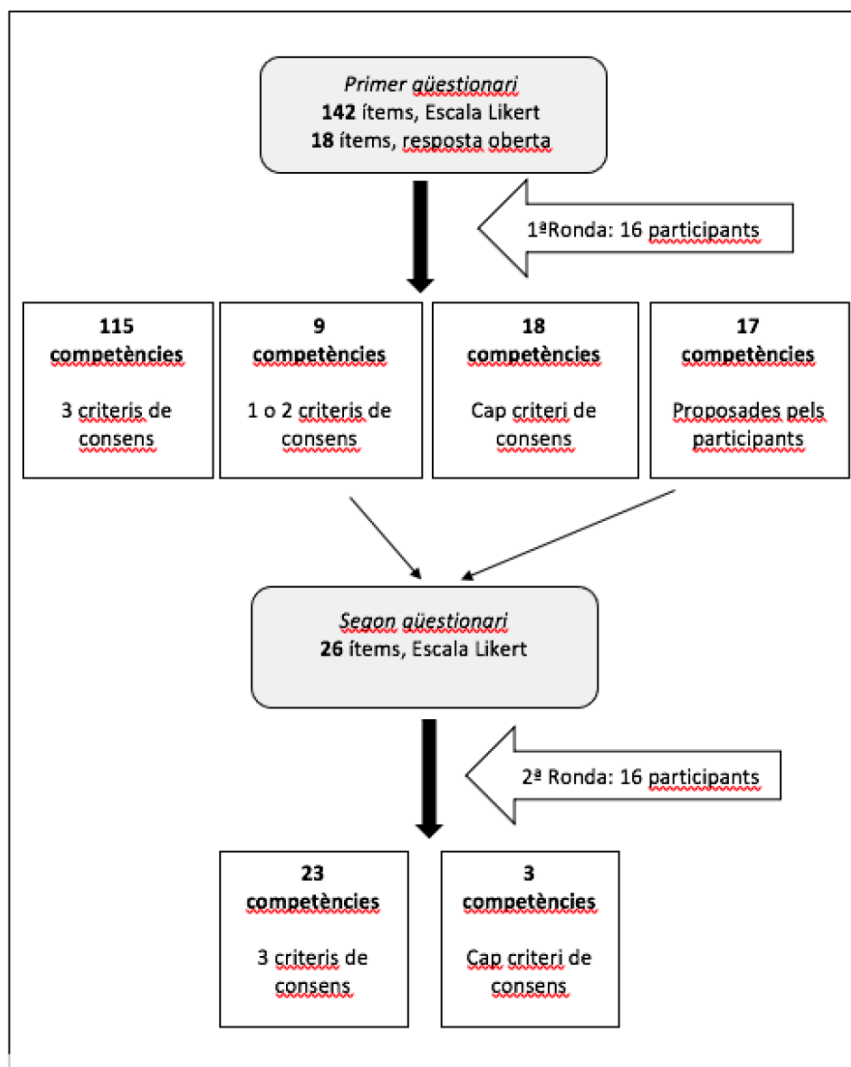 Primer qüestionari
142 ítems, Escala Likert
18 ítems, resposta oberta
1ªRonda: 16 participants
115
competències
3 criteris de
consens
9
competències
1 o 2 criteris de
consens
18
competències
Cap criteri de
consens
17
competències
Proposades pels
participants
Segon qüestionari
26 ítems, Escala Likert
2ª Ronda: 16 participants
23
competències
3 criteris de
consens
3
competències
Cap criteri de
consens